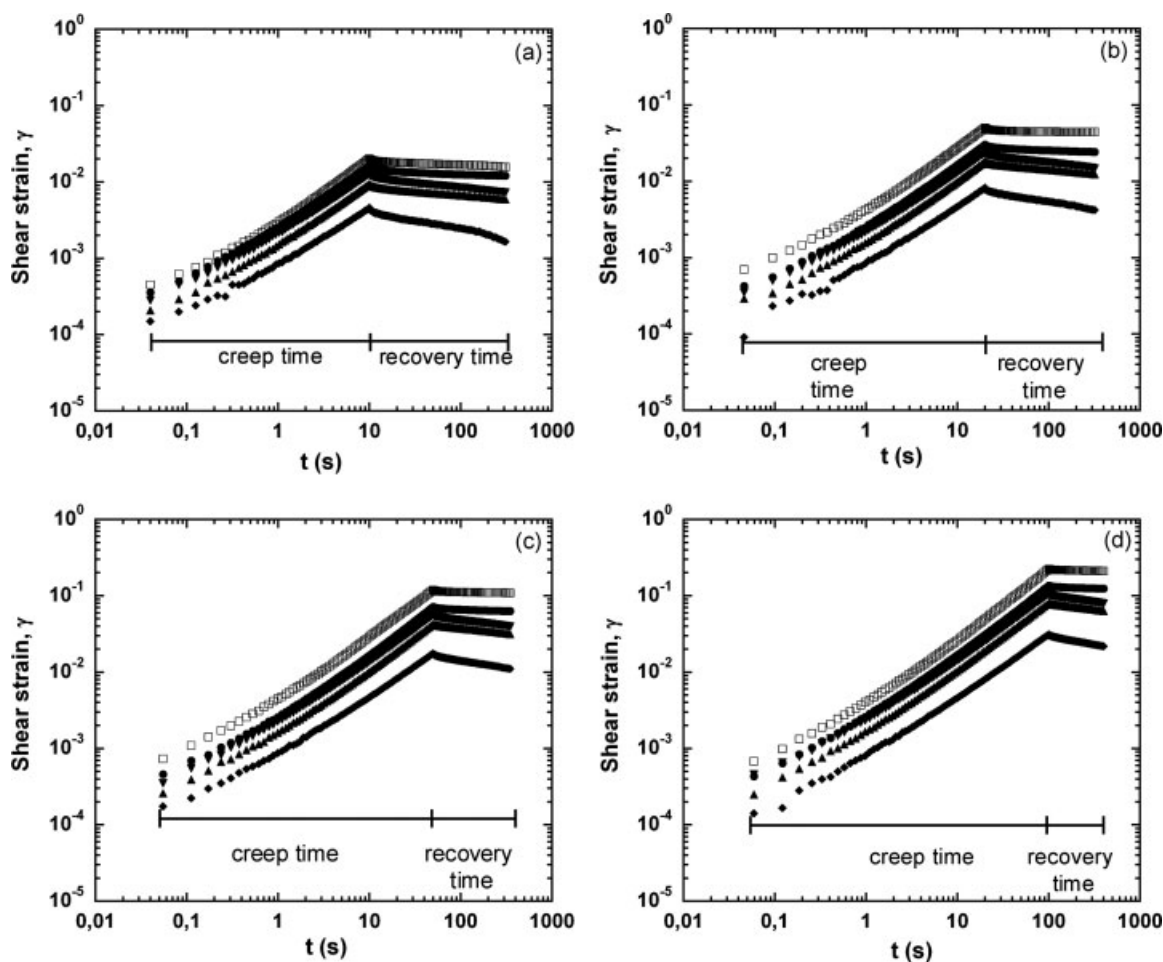 (a)
Shear strain, γ
10⁰
10⁻¹
10⁻²
10⁻³
10⁻⁴
10⁻⁵
creep time
recovery time
0,01 0,1 1 10 100 1000
t (s)
(b)
Shear strain, γ
10⁰
10⁻¹
10⁻²
10⁻³
10⁻⁴
10⁻⁵
creep
time
recovery
time
0,01 0,1 1 10 100 1000
t (s)
(c)
Shear strain, γ
10⁰
10⁻¹
10⁻²
10⁻³
10⁻⁴
10⁻⁵
creep time
recovery
time
0,01 0,1 1 10 100 1000
t (s)
(d)
Shear strain, γ
10⁰
10⁻¹
10⁻²
10⁻³
10⁻⁴
10⁻⁵
creep time
recovery
time
0,01 0,1 1 10 100 1000
t (s)